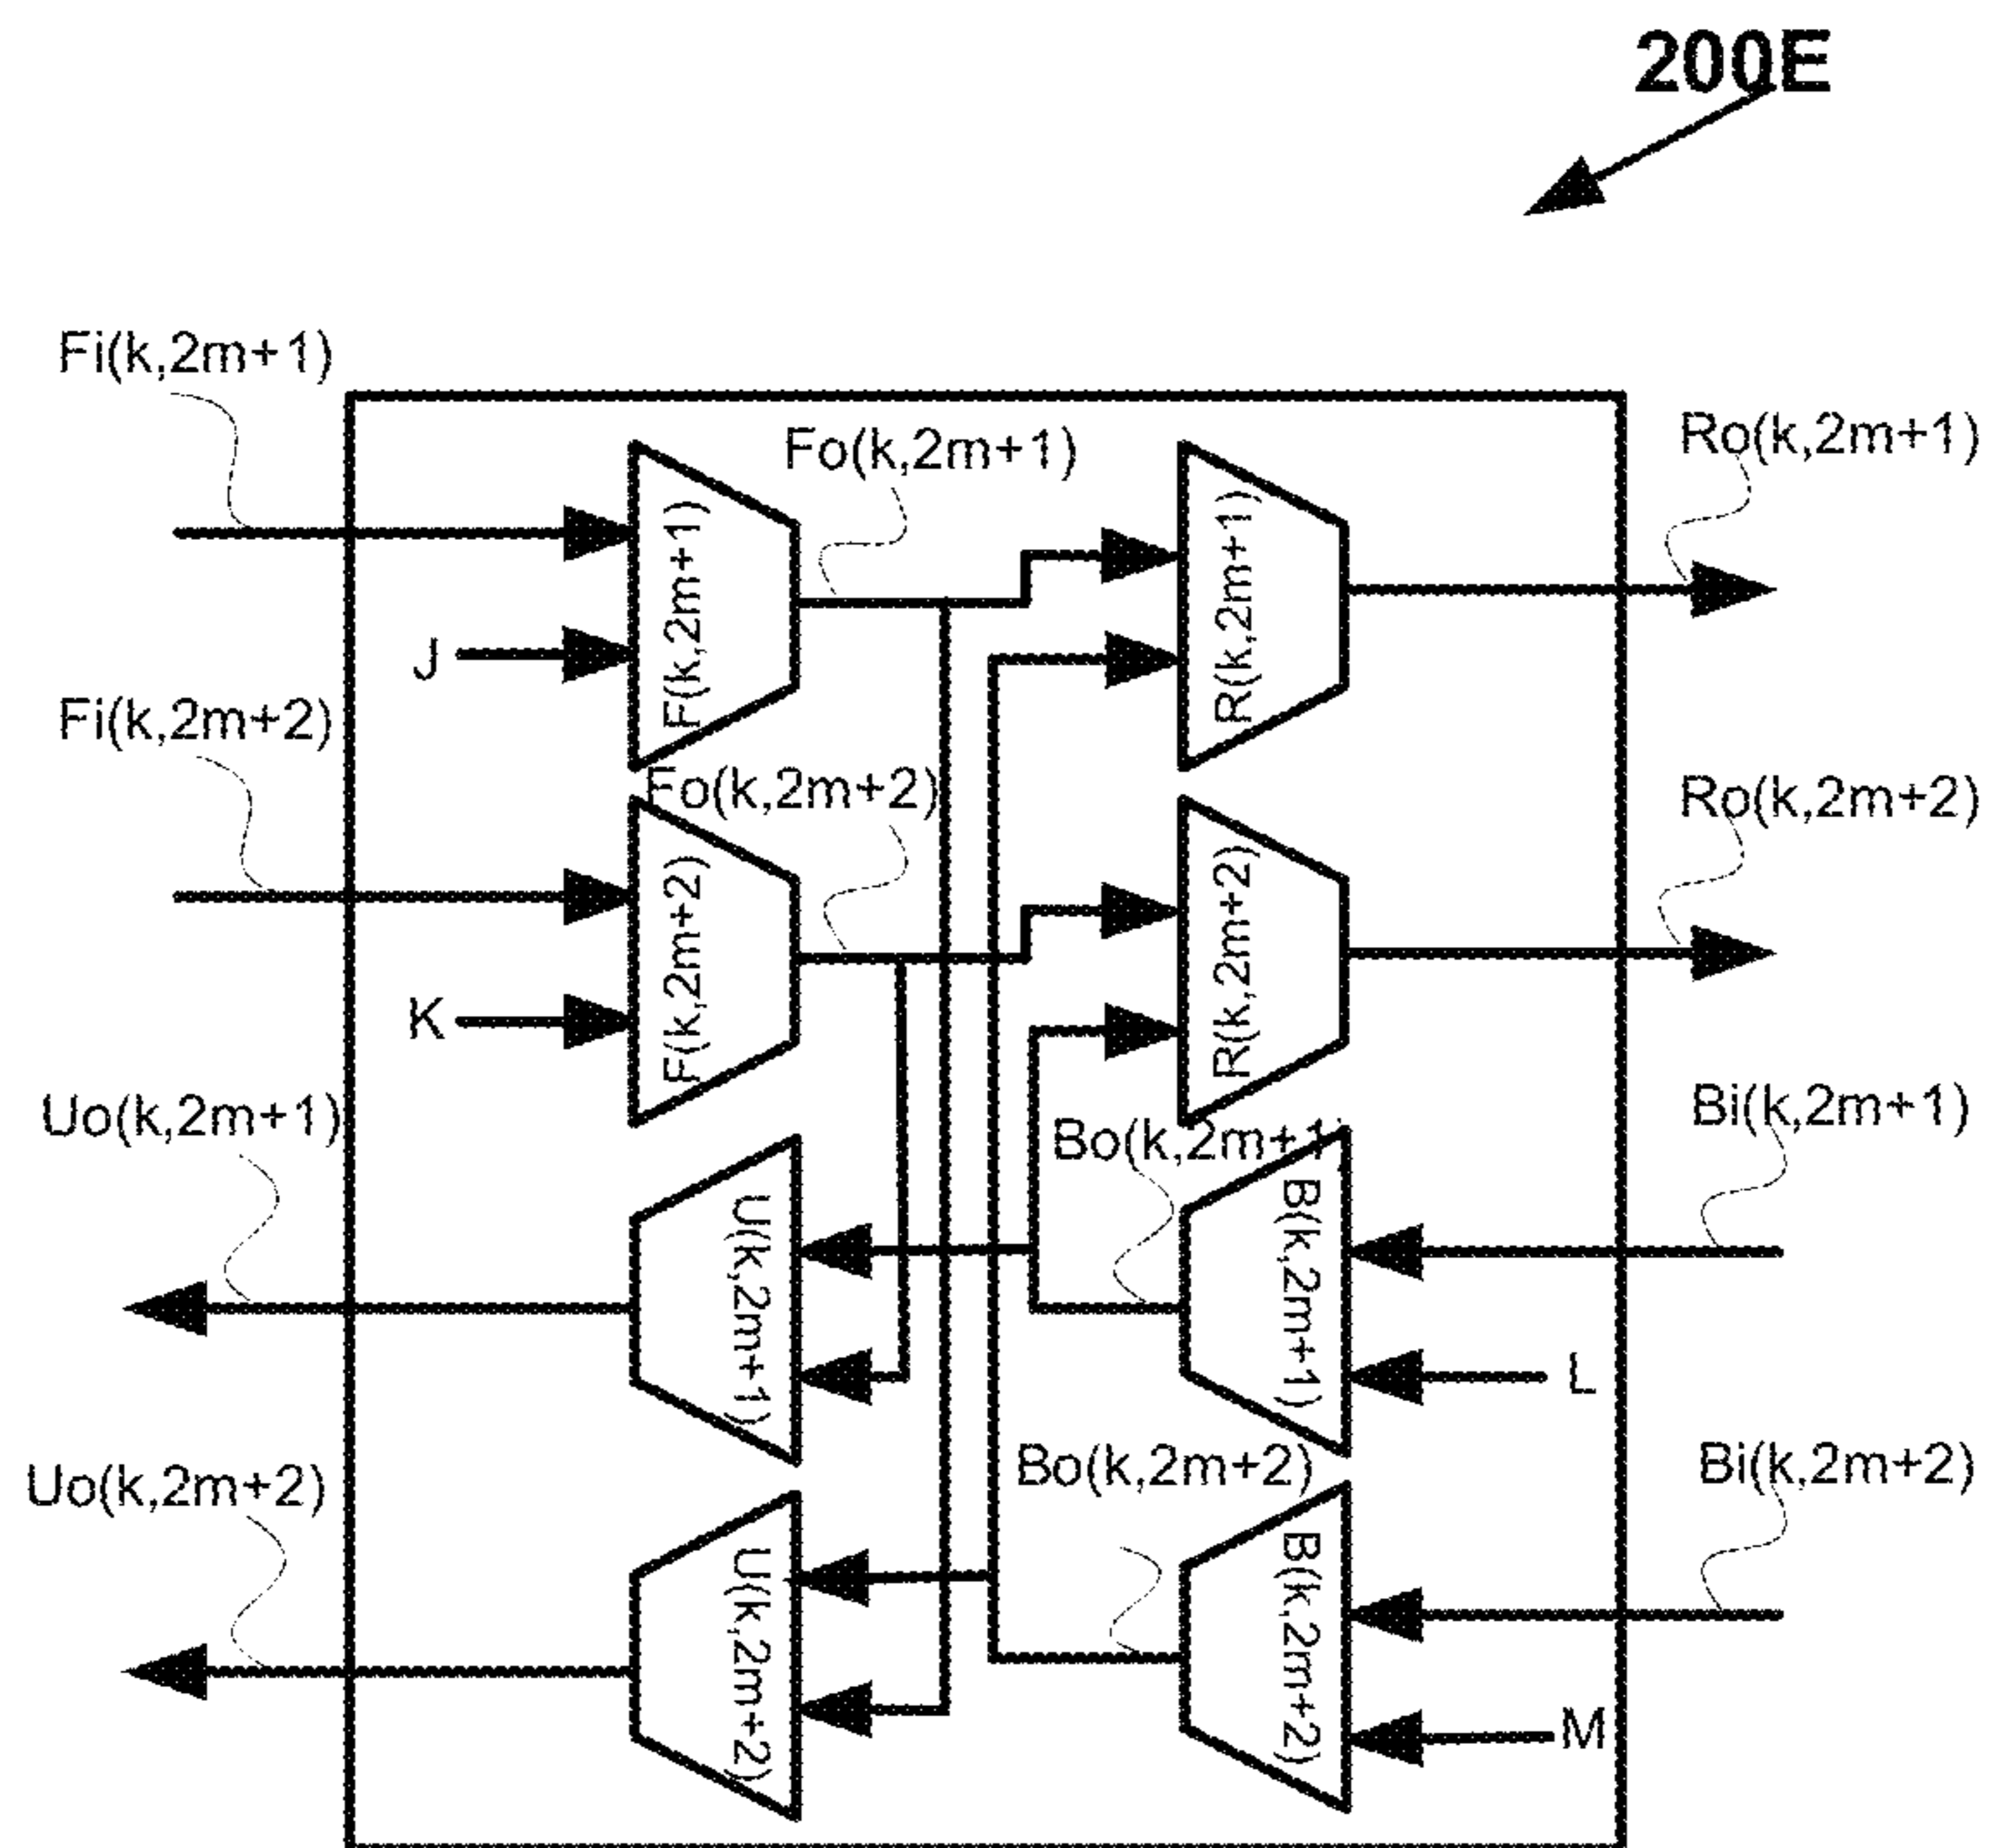 200E
Fi(k,2m+1)
Fo(k,2m+1)
Ro(k,2m+1)
F(k,2m+1)
R(k,2m+1)
J
Fi(k,2m+2)
Fo(k,2m+2)
Ro(k,2m+2)
F(k,2m+2)
R(k,2m+2)
K
Uo(k,2m+1)
Bo(k,2m+1)
Bi(k,2m+1)
U(k,2m+1)
B(k,2m+1)
L
Uo(k,2m+2)
Bo(k,2m+2)
Bi(k,2m+2)
U(k,2m+2)
B(k,2m+2)
M